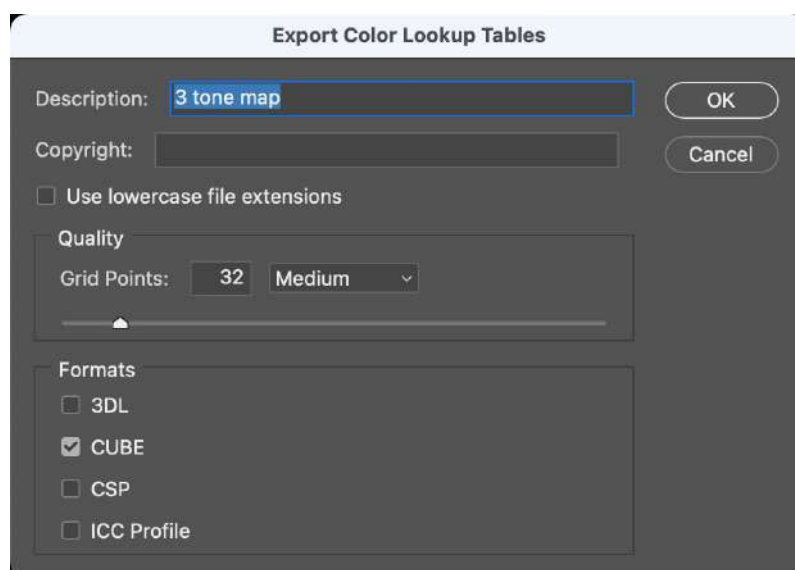 Export Color Lookup Tables
Description: 3 tone map
OK
Copyright:
Cancel
Use lowercase file extensions
Quality
Grid Points: 32 Medium
Formats
3DL
CUBE
CSP
ICC Profile